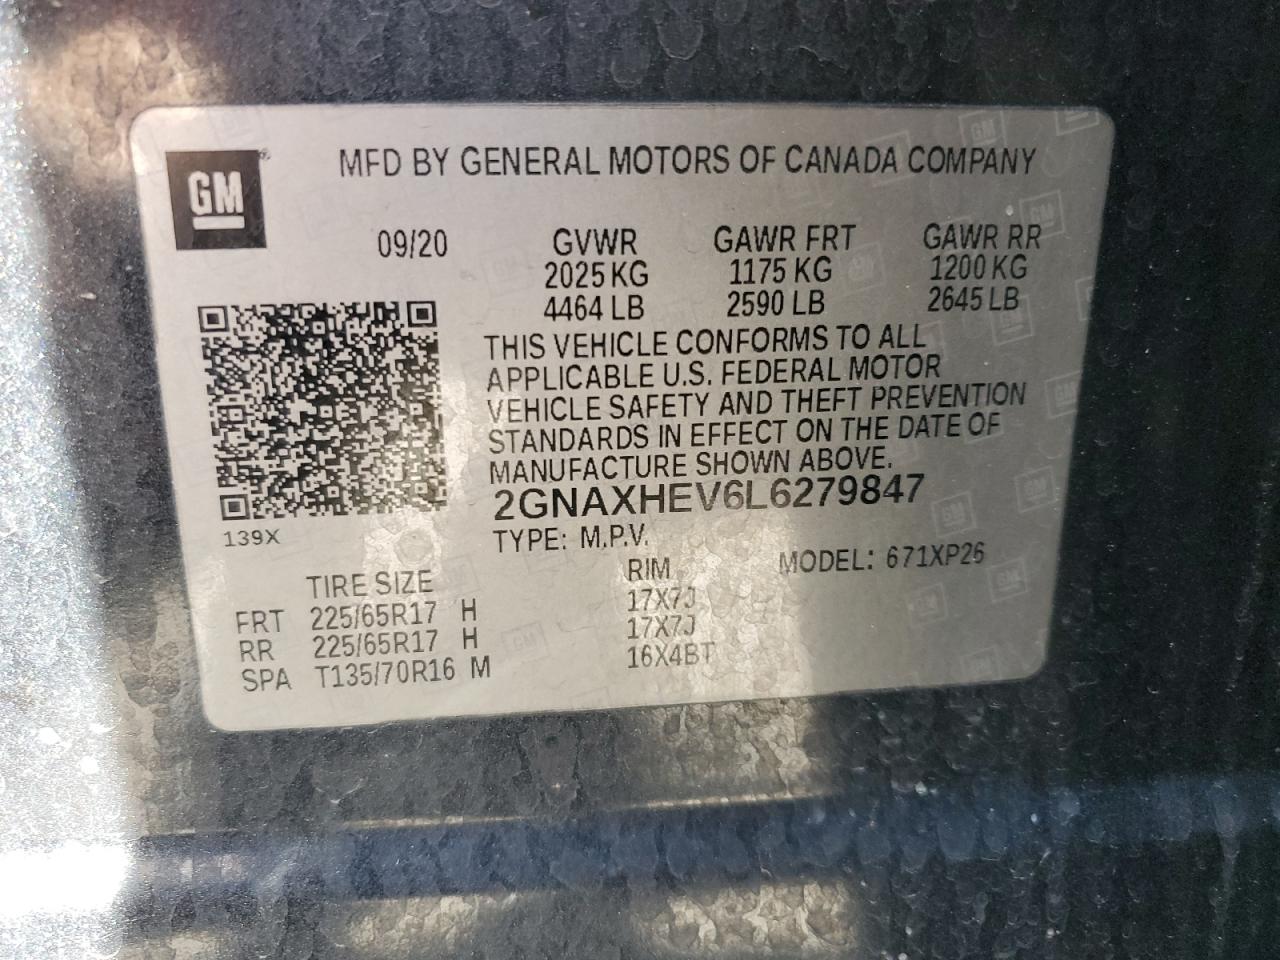 GM
MFD BY GENERAL MOTORS OF CANADA COMPANY
09/20 GVWR GAWR FRT GAWR RR
2025 KG 1175 KG 1200 KG
4464 LB 2590 LB 2645 LB
THIS VEHICLE CONFORMS TO ALL
APPLICABLE U.S. FEDERAL MOTOR
VEHICLE SAFETY AND THEFT PREVENTION
STANDARDS IN EFFECT ON THE DATE OF
MANUFACTURE SHOWN ABOVE.
2GNAXHEV6L6279847
139X
TYPE: M.P.V. MODEL: 671XP26
TIRE SIZE RIM
FRT 225/65R17 H 17X7J
RR 225/65R17 H 17X7J
SPA T135/70R16 M 16X4BT